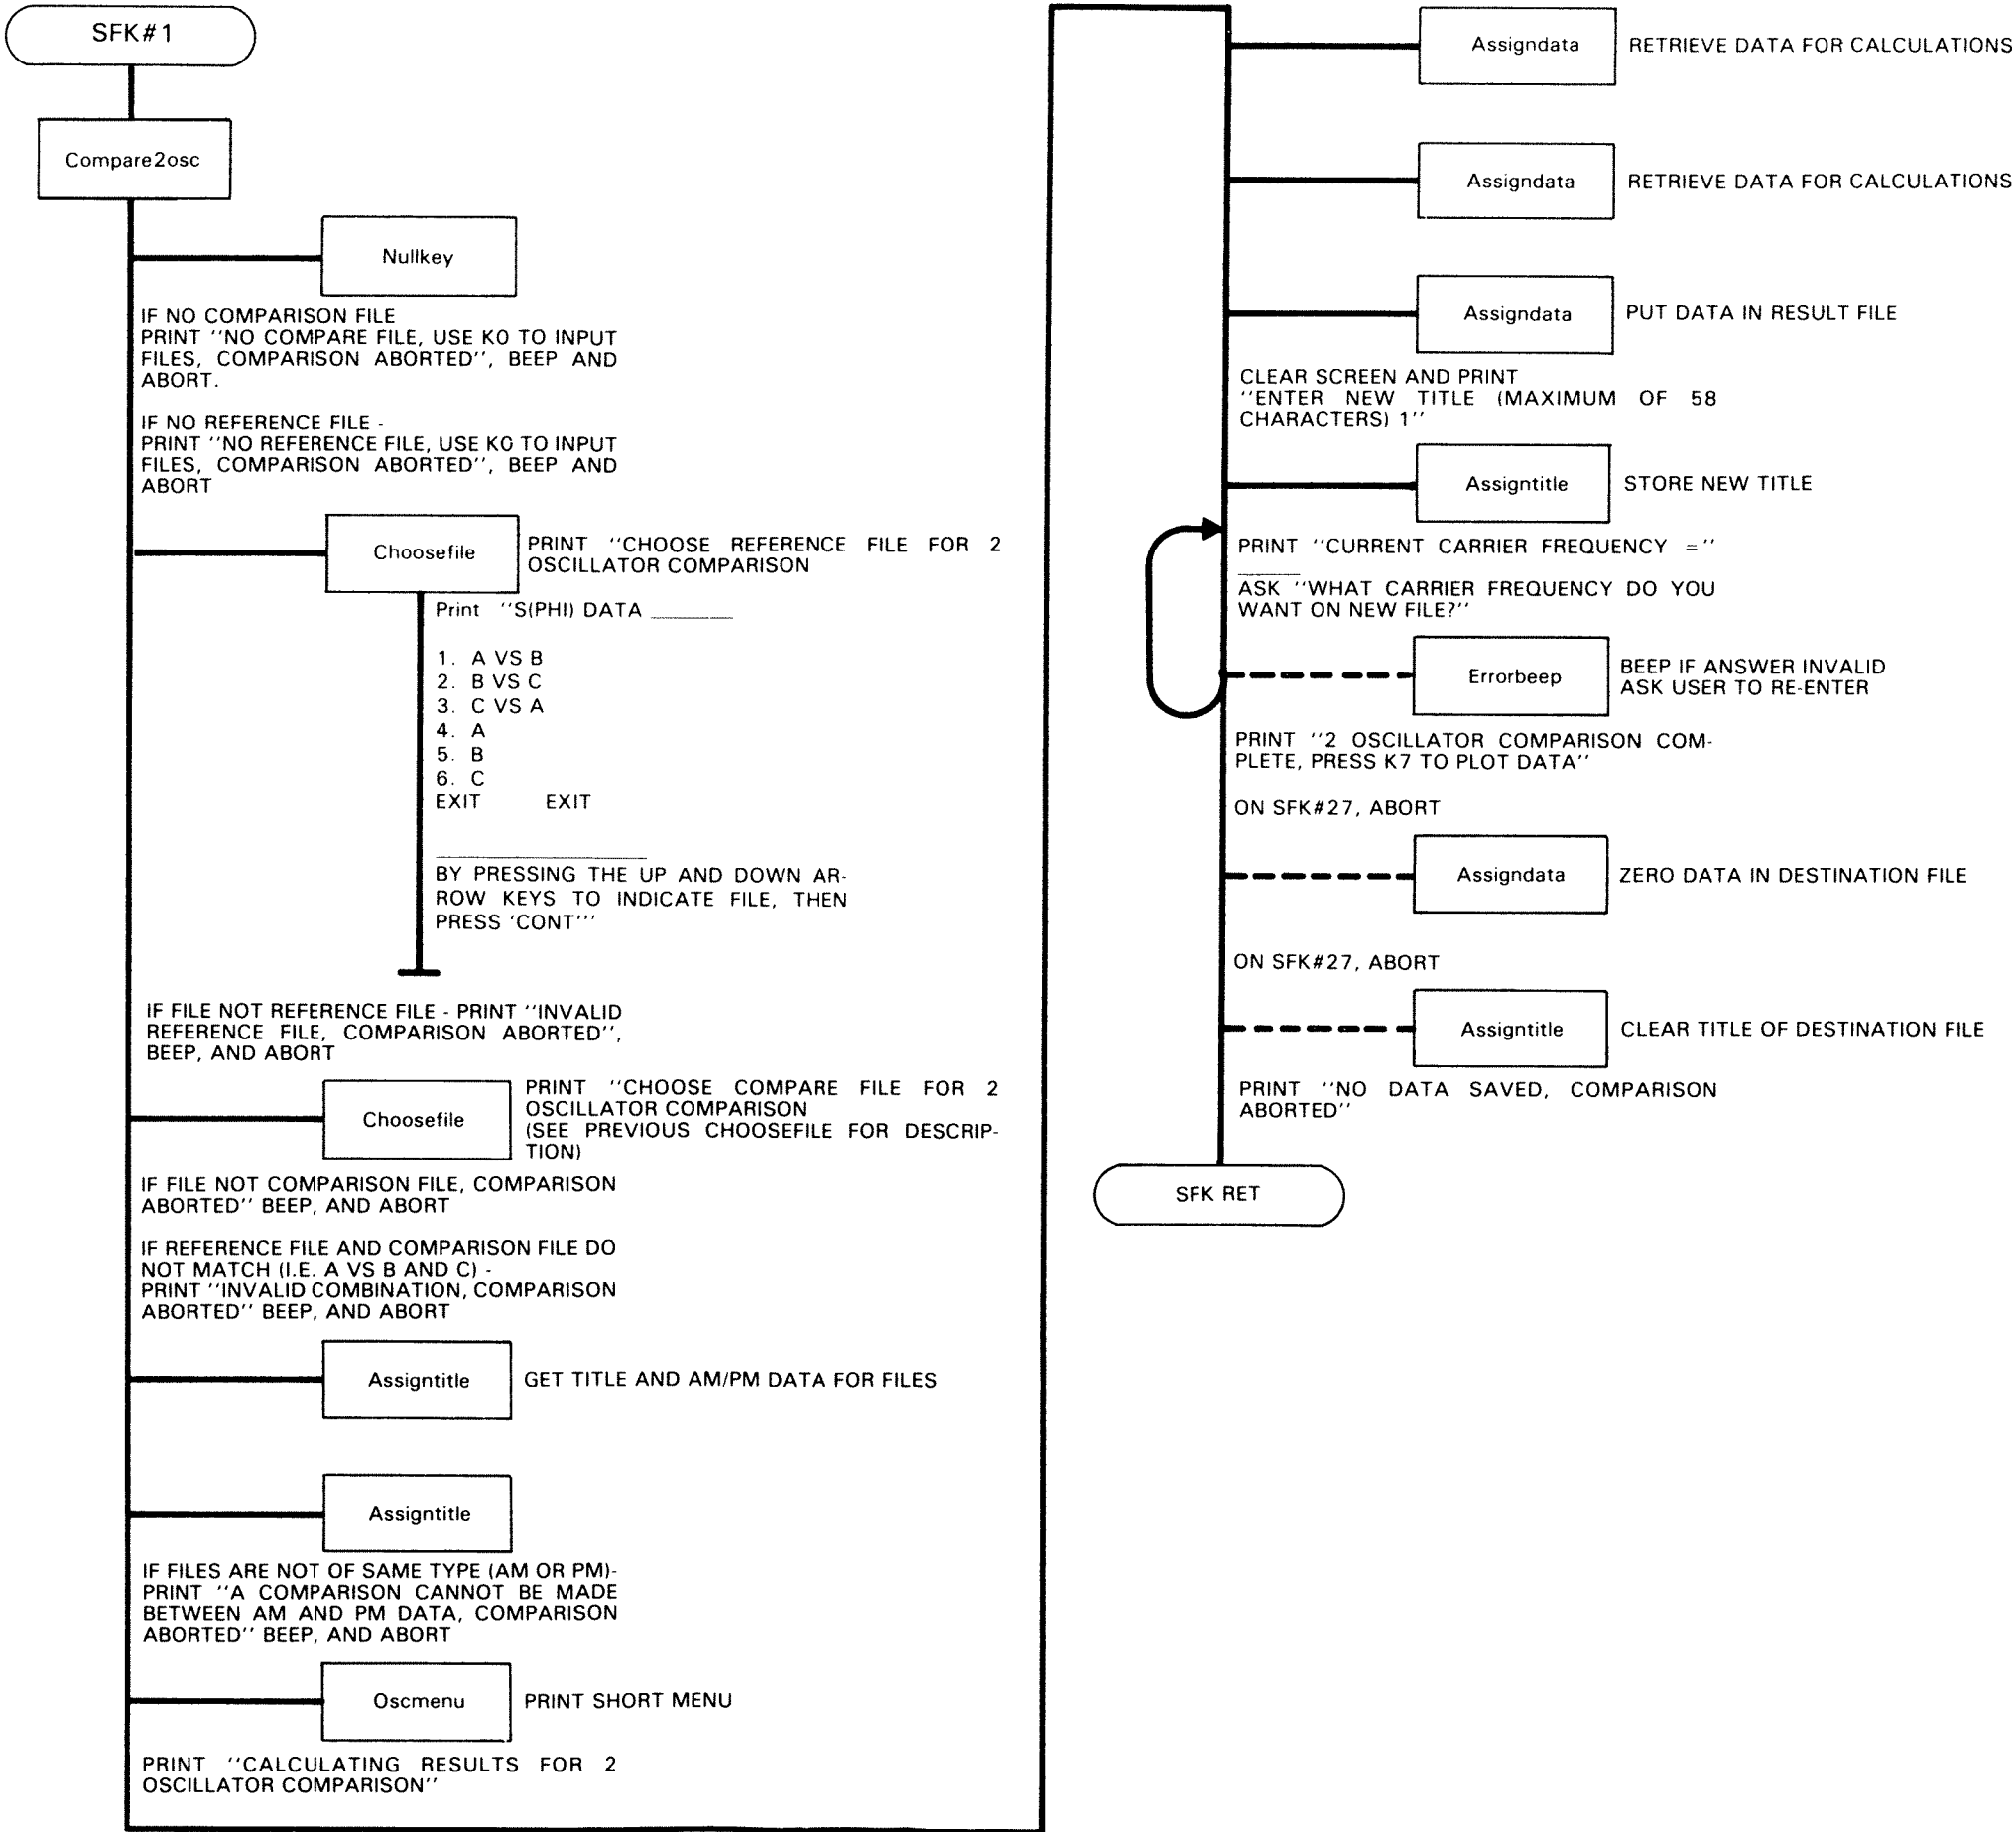 SFK#1
Compare2osc
Nullkey
IF NO COMPARISON FILE
PRINT ''NO COMPARE FILE, USE K0 TO INPUT
FILES, COMPARISON ABORTED'', BEEP AND
ABORT.
IF NO REFERENCE FILE -
PRINT ''NO REFERENCE FILE, USE K0 TO INPUT
FILES, COMPARISON ABORTED'', BEEP AND
ABORT
Choosefile
PRINT ''CHOOSE REFERENCE FILE FOR 2
OSCILLATOR COMPARISON
Print ''S(PHI) DATA ________
1. A VS B
2. B VS C
3. C VS A
4. A
5. B
6. C
EXIT EXIT
____________________
BY PRESSING THE UP AND DOWN AR-
ROW KEYS TO INDICATE FILE, THEN
PRESS 'CONT'''
IF FILE NOT REFERENCE FILE - PRINT ''INVALID
REFERENCE FILE, COMPARISON ABORTED'',
BEEP, AND ABORT
Choosefile
PRINT ''CHOOSE COMPARE FILE FOR 2
OSCILLATOR COMPARISON
(SEE PREVIOUS CHOOSEFILE FOR DESCRIP-
TION)
IF FILE NOT COMPARISON FILE, COMPARISON
ABORTED'' BEEP, AND ABORT
IF REFERENCE FILE AND COMPARISON FILE DO
NOT MATCH (I.E. A VS B AND C) -
PRINT ''INVALID COMBINATION, COMPARISON
ABORTED'' BEEP, AND ABORT
Assigntitle
GET TITLE AND AM/PM DATA FOR FILES
Assigntitle
IF FILES ARE NOT OF SAME TYPE (AM OR PM)-
PRINT ''A COMPARISON CANNOT BE MADE
BETWEEN AM AND PM DATA, COMPARISON
ABORTED'' BEEP, AND ABORT
Oscmenu
PRINT SHORT MENU
PRINT ''CALCULATING RESULTS FOR 2
OSCILLATOR COMPARISON''
Assigndata
RETRIEVE DATA FOR CALCULATIONS
Assigndata
RETRIEVE DATA FOR CALCULATIONS
Assigndata
PUT DATA IN RESULT FILE
CLEAR SCREEN AND PRINT
''ENTER NEW TITLE (MAXIMUM OF 58
CHARACTERS) 1''
Assigntitle
STORE NEW TITLE
PRINT ''CURRENT CARRIER FREQUENCY =''
______
ASK ''WHAT CARRIER FREQUENCY DO YOU
WANT ON NEW FILE?''
Errorbeep
BEEP IF ANSWER INVALID
ASK USER TO RE-ENTER
PRINT ''2 OSCILLATOR COMPARISON COM-
PLETE, PRESS K7 TO PLOT DATA''
ON SFK#27, ABORT
Assigndata
ZERO DATA IN DESTINATION FILE
ON SFK#27, ABORT
Assigntitle
CLEAR TITLE OF DESTINATION FILE
PRINT ''NO DATA SAVED, COMPARISON
ABORTED''
SFK RET